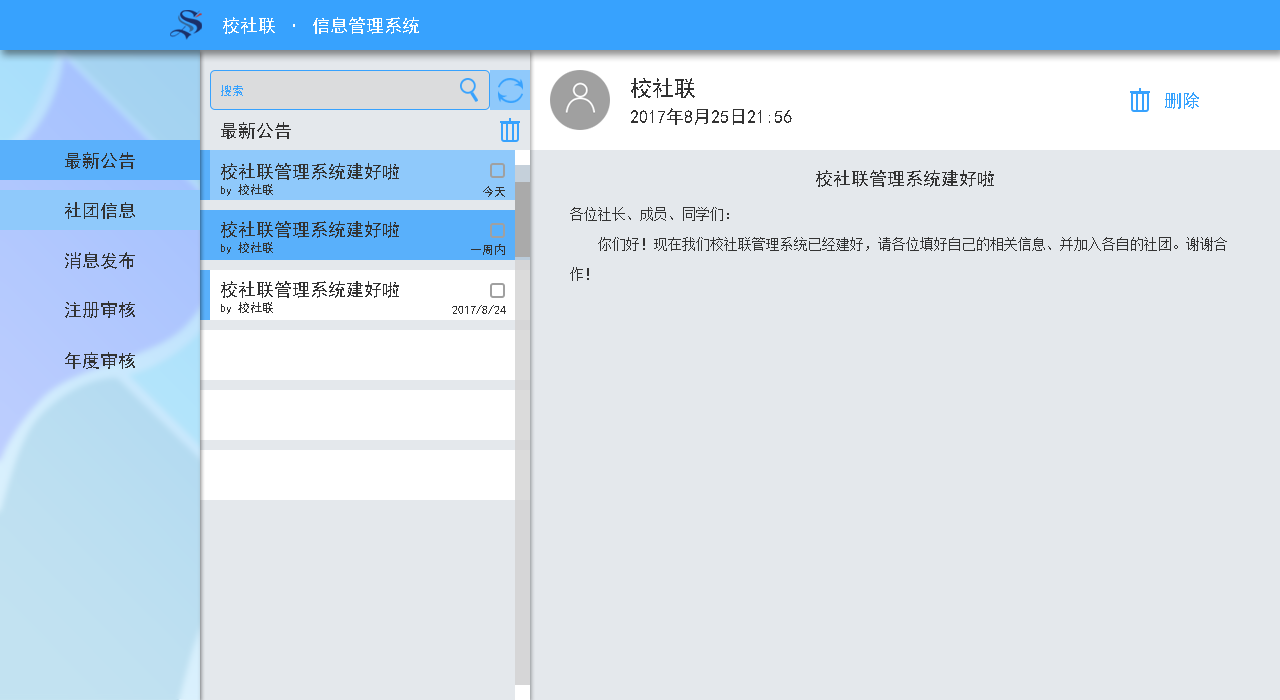 校社联 · 信息管理系统
最新公告
社团信息
消息发布
注册审核
年度审核
搜索
最新公告
校社联管理系统建好啦
by 校社联
今天
校社联管理系统建好啦
by 校社联
一周内
校社联管理系统建好啦
by 校社联
2017/8/24
校社联
2017年8月25日21:56
删除
校社联管理系统建好啦
各位社长、成员、同学们：
你们好！现在我们校社联管理系统已经建好，请各位填好自己的相关信息、并加入各自的社团。谢谢合
作！